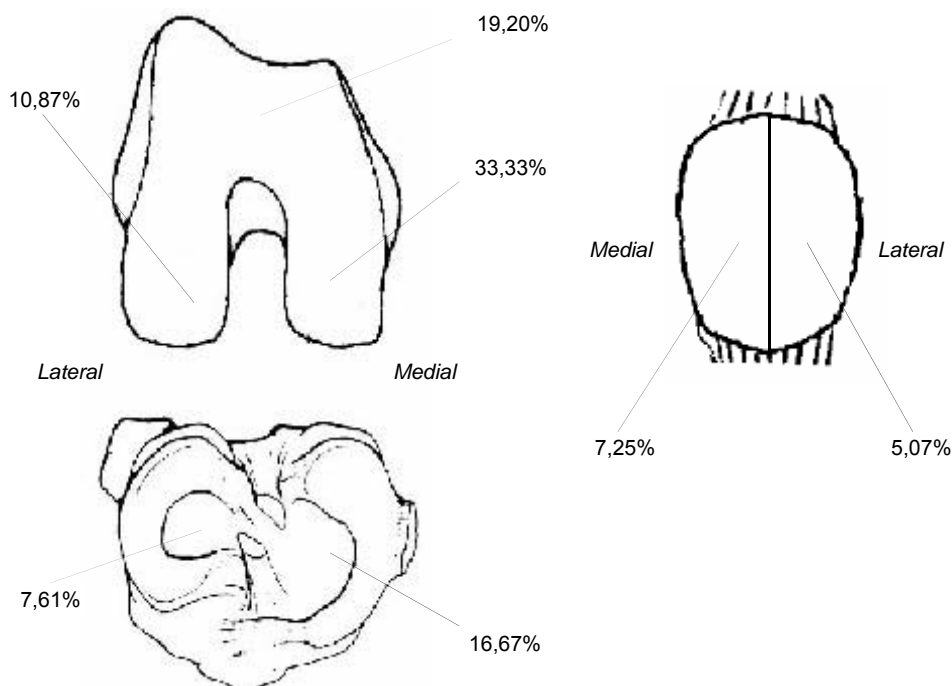 19,20%
10,87%
33,33%
Medial
Lateral
Lateral
Medial
7,25%
5,07%
7,61%
16,67%